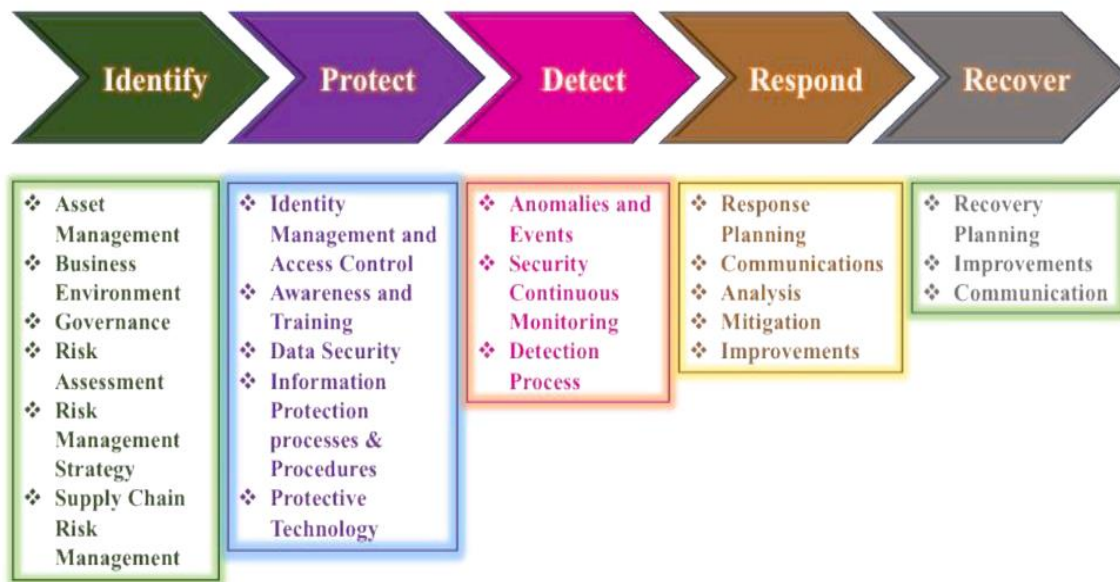 Identify
Protect
Detect
Respond
Recover
❖ Asset
Management
❖ Business
Environment
❖ Governance
❖ Risk
Assessment
❖ Risk
Management
Strategy
❖ Supply Chain
Risk
Management
❖ Identity
Management and
Access Control
❖ Awareness and
Training
❖ Data Security
❖ Information
Protection
processes &
Procedures
❖ Protective
Technology
❖ Anomalies and
Events
❖ Security
Continuous
Monitoring
❖ Detection
Process
❖ Response
Planning
❖ Communications
❖ Analysis
❖ Mitigation
❖ Improvements
❖ Recovery
Planning
❖ Improvements
❖ Communication